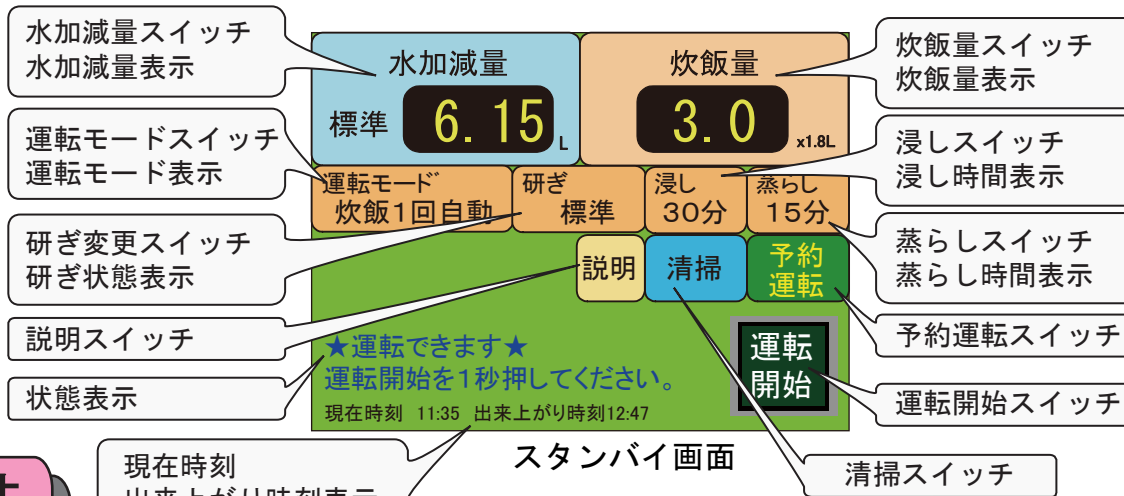 水加減量スイッチ
水加減量表示
運転モードスイッチ
運転モード表示
研ぎ変更スイッチ
研ぎ状態表示
説明スイッチ
状態表示
現在時刻
出来上がり時刻表示
水加減量
標準 6.15 L
炊飯量
3.0 x1.8L
運転モード
炊飯1回自動
研ぎ
標準
浸し
30分
蒸らし
15分
説明
清掃
予約
運転
★運転できます★
運転開始を1秒押してください。
現在時刻 11:35 出来上がり時刻12:47
運転
開始
スタンバイ画面
炊飯量スイッチ
炊飯量表示
浸しスイッチ
浸し時間表示
蒸らしスイッチ
蒸らし時間表示
予約運転スイッチ
運転開始スイッチ
清掃スイッチ